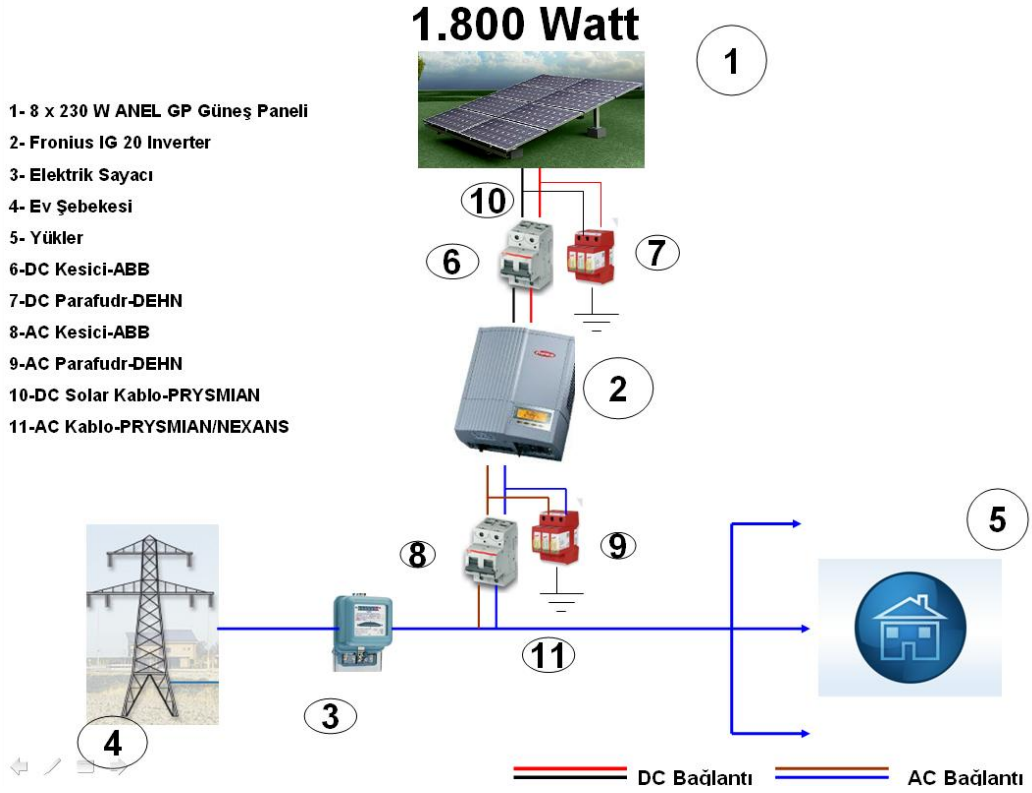 1.800 Watt
1
1- 8 x 230 W ANEL GP Güneş Paneli
2- Fronius IG 20 Inverter
3- Elektrik Sayacı
4- Ev Şebekesi
5- Yükler
6-DC Kesici-ABB
7-DC Parafudr-DEHN
8-AC Kesici-ABB
9-AC Parafudr-DEHN
10-DC Solar Kablo-PRYSMIAN
11-AC Kablo-PRYSMIAN/NEXANS
10
6
7
2
8
9
5
11
3
4
DC Bağlantı
AC Bağlantı